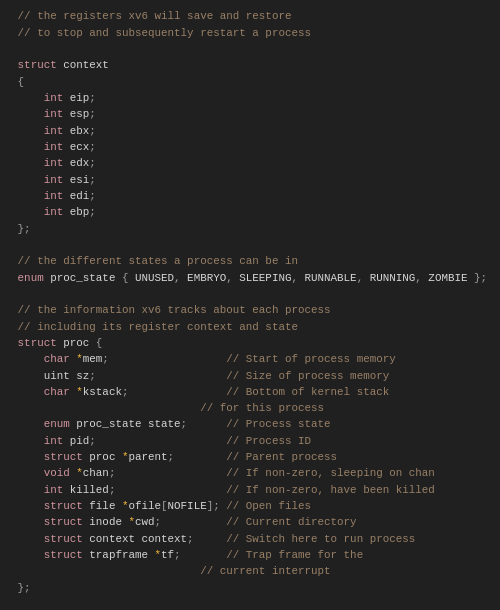 // the registers xv6 will save and restore
// to stop and subsequently restart a process
struct context
{
    int eip;
    int esp;
    int ebx;
    int ecx;
    int edx;
    int esi;
    int edi;
    int ebp;
};
// the different states a process can be in
enum proc_state { UNUSED, EMBRYO, SLEEPING, RUNNABLE, RUNNING, ZOMBIE };
// the information xv6 tracks about each process
// including its register context and state
struct proc {
    char *mem;                  // Start of process memory
    uint sz;                    // Size of process memory
    char *kstack;               // Bottom of kernel stack
                            // for this process
    enum proc_state state;      // Process state
    int pid;                    // Process ID
    struct proc *parent;        // Parent process
    void *chan;                 // If non-zero, sleeping on chan
    int killed;                 // If non-zero, have been killed
    struct file *ofile[NOFILE]; // Open files
    struct inode *cwd;          // Current directory
    struct context context;     // Switch here to run process
    struct trapframe *tf;       // Trap frame for the
                            // current interrupt
};